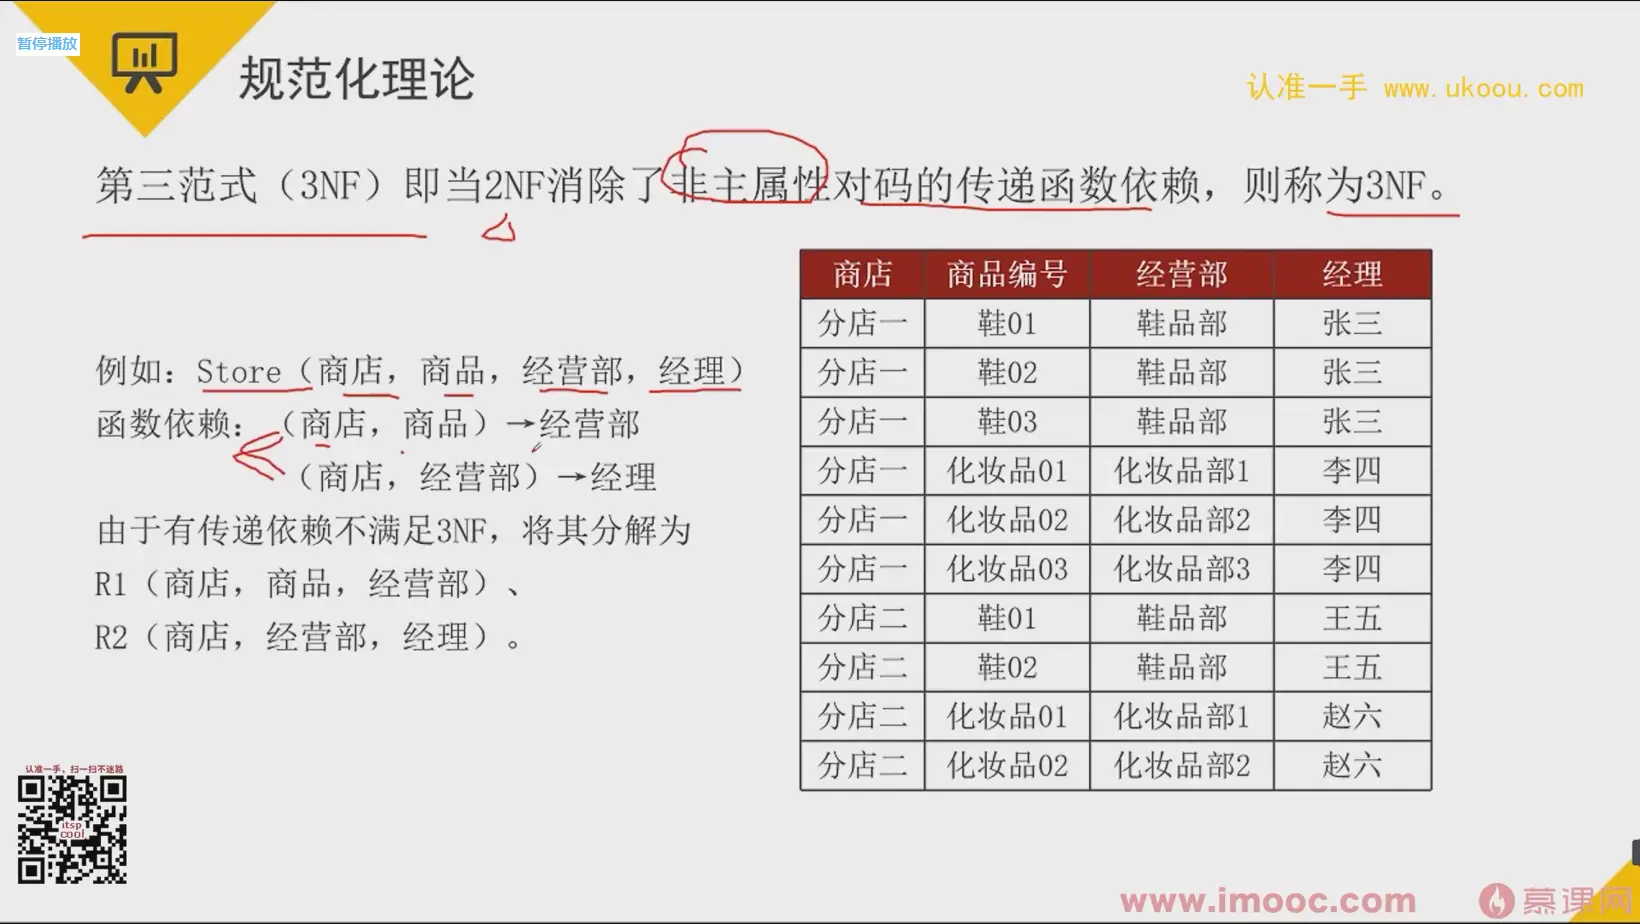 暂停播放
规范化理论
认准一手 www.ukoou.com
第三范式（3NF）即当2NF消除了非主属性对码的传递函数依赖，则称为3NF。
例如：Store（商店，商品，经营部，经理）
函数依赖：（商店，商品）→经营部
（商店，经营部）→经理
由于有传递依赖不满足3NF，将其分解为
R1（商店，商品，经营部）、
R2（商店，经营部，经理）。
商店 商品编号 经营部 经理
分店一 鞋01 鞋品部 张三
分店一 鞋02 鞋品部 张三
分店一 鞋03 鞋品部 张三
分店一 化妆品01 化妆品部1 李四
分店一 化妆品02 化妆品部2 李四
分店一 化妆品03 化妆品部3 李四
分店二 鞋01 鞋品部 王五
分店二 鞋02 鞋品部 王五
分店二 化妆品01 化妆品部1 赵六
分店二 化妆品02 化妆品部2 赵六
认准一手，扫一扫不迷路
itsp
cool
www.imooc.com 慕课网